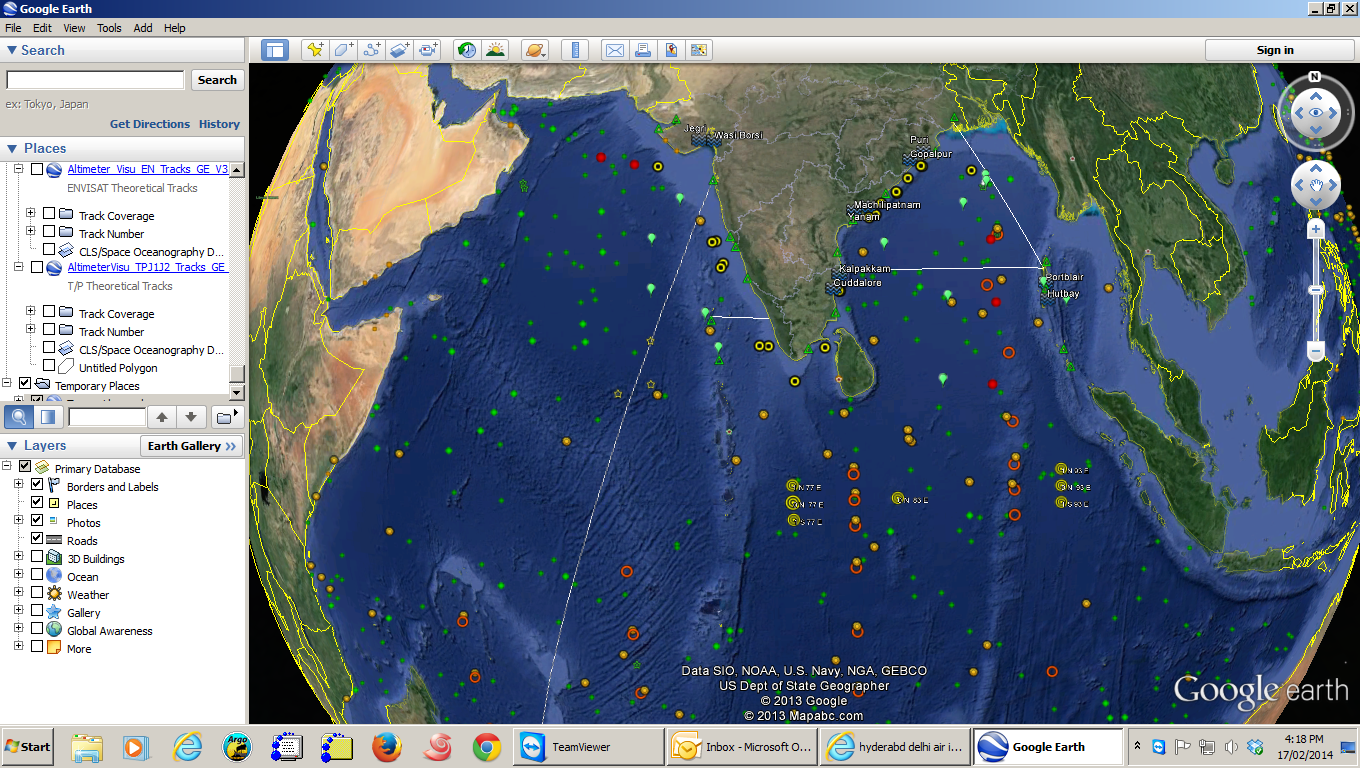 Google Earth
File Edit View Tools Add Help
Search
Sign in
Search
ex: Tokyo, Japan
Get Directions History
Places
Altimeter_Visu_EN_Tracks_GE_V3
ENVISAT Theoretical Tracks
Track Coverage
Track Number
CLS/Space Oceanography D...
AltimeterVisu_TPJ1J2_Tracks_GE_
T/P Theoretical Tracks
Track Coverage
Track Number
CLS/Space Oceanography D...
Untitled Polygon
Temporary Places
Layers
Earth Gallery >>
Primary Database
Borders and Labels
Places
Photos
Roads
3D Buildings
Ocean
Weather
Gallery
Global Awareness
More
N
Jegri
Wasi Borsi
Puri
Gopalpur
Machilipatnam
Yanam
Kalpakkam
Cuddalore
Portblair
Hutbay
Data SIO, NOAA, U.S. Navy, NGA, GEBCO
US Dept of State Geographer
© 2013 Google
© 2013 Mapabc.com
Google earth
Start
Argo
TeamViewer
Inbox - Microsoft O...
hyderabd delhi air i...
Google Earth
4:18 PM
17/02/2014